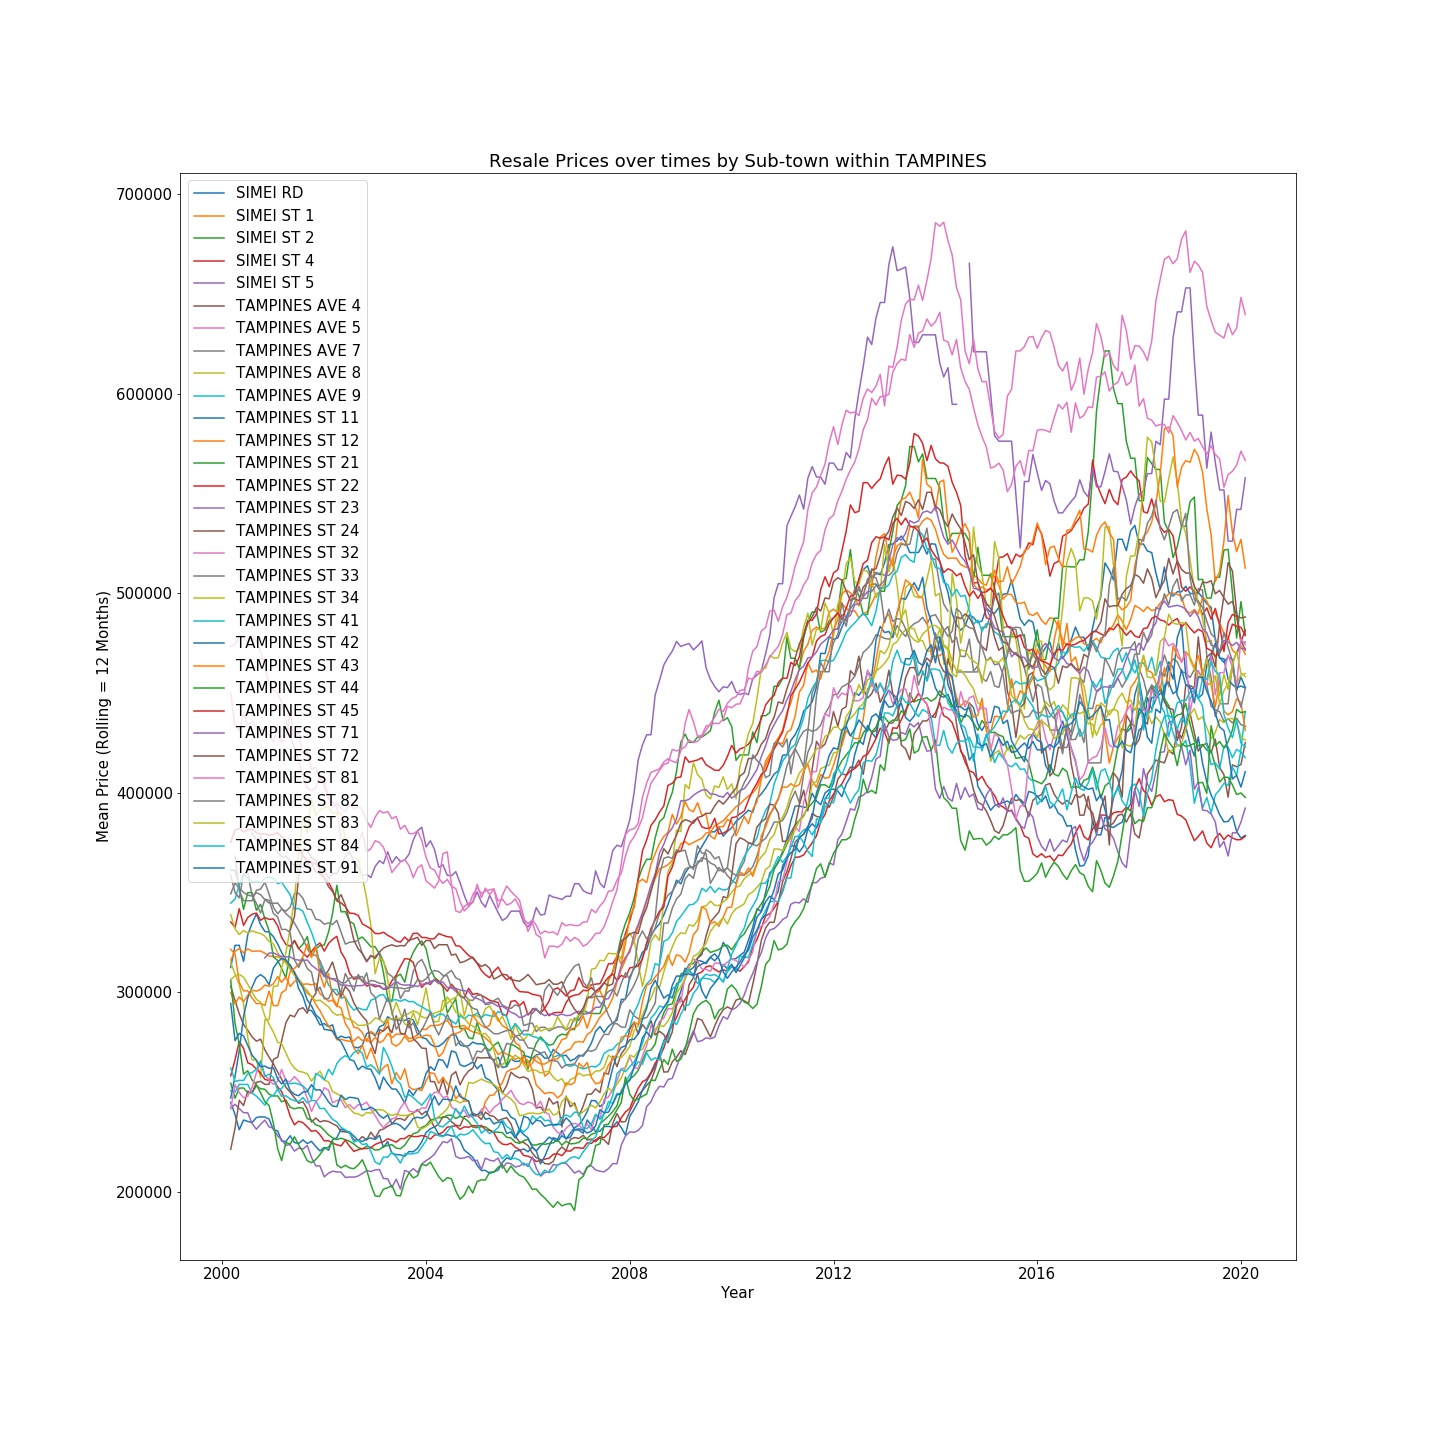 Resale Prices over times by Sub-town within TAMPINES
700000
600000
500000
400000
300000
200000
Mean Price (Rolling = 12 Months)
SIMEI RD
SIMEI ST 1
SIMEI ST 2
SIMEI ST 4
SIMEI ST 5
TAMPINES AVE 4
TAMPINES AVE 5
TAMPINES AVE 7
TAMPINES AVE 8
TAMPINES AVE 9
TAMPINES ST 11
TAMPINES ST 12
TAMPINES ST 21
TAMPINES ST 22
TAMPINES ST 23
TAMPINES ST 24
TAMPINES ST 32
TAMPINES ST 33
TAMPINES ST 34
TAMPINES ST 41
TAMPINES ST 42
TAMPINES ST 43
TAMPINES ST 44
TAMPINES ST 45
TAMPINES ST 71
TAMPINES ST 72
TAMPINES ST 81
TAMPINES ST 82
TAMPINES ST 83
TAMPINES ST 84
TAMPINES ST 91
2000 2004 2008 2012 2016 2020
Year